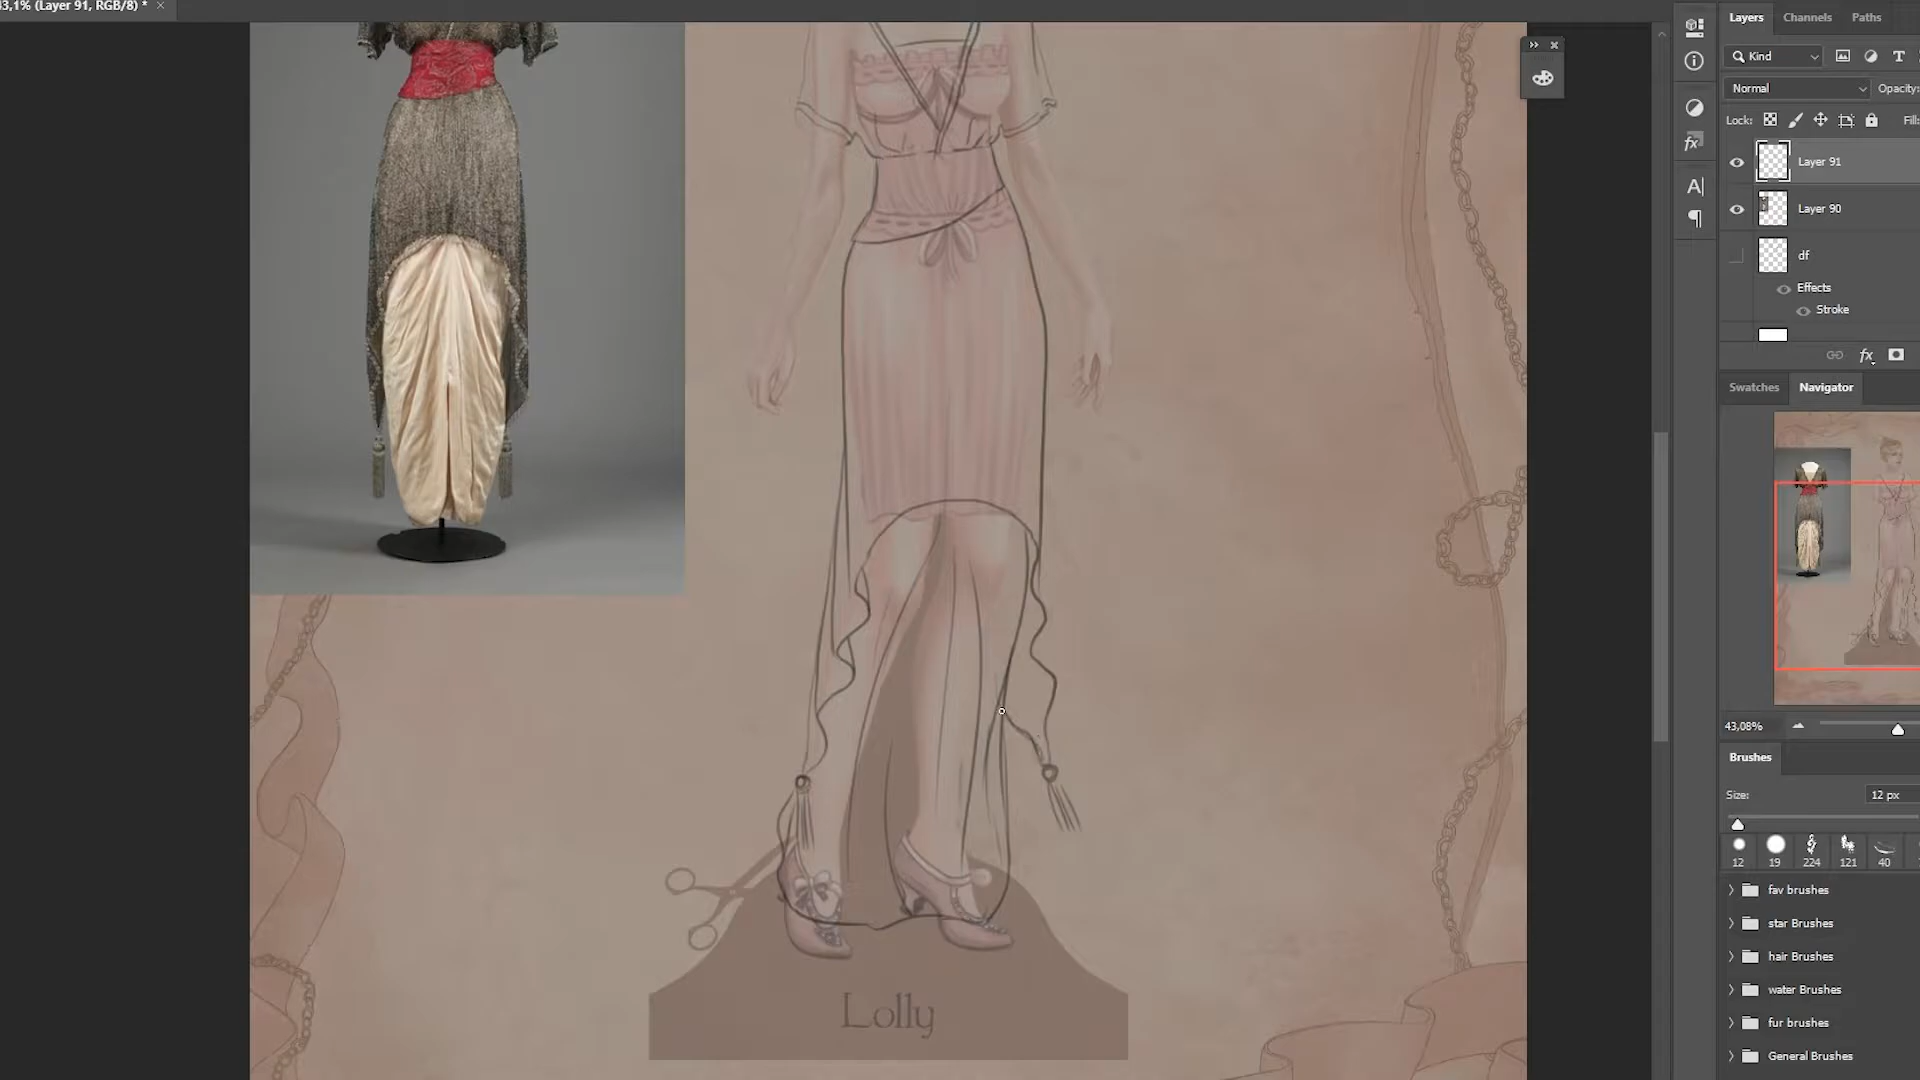 43,1% (Layer 91, RGB/8) *
Layers Channels Paths
Kind
Normal Opacity:
Lock: Fill:
Layer 91
Layer 90
df
Effects
Stroke
fx
Swatches Navigator
43,08%
Brushes
Size: 12 px
12 19 224 121 40
fav brushes
star Brushes
hair Brushes
water Brushes
fur brushes
General Brushes
Lolly